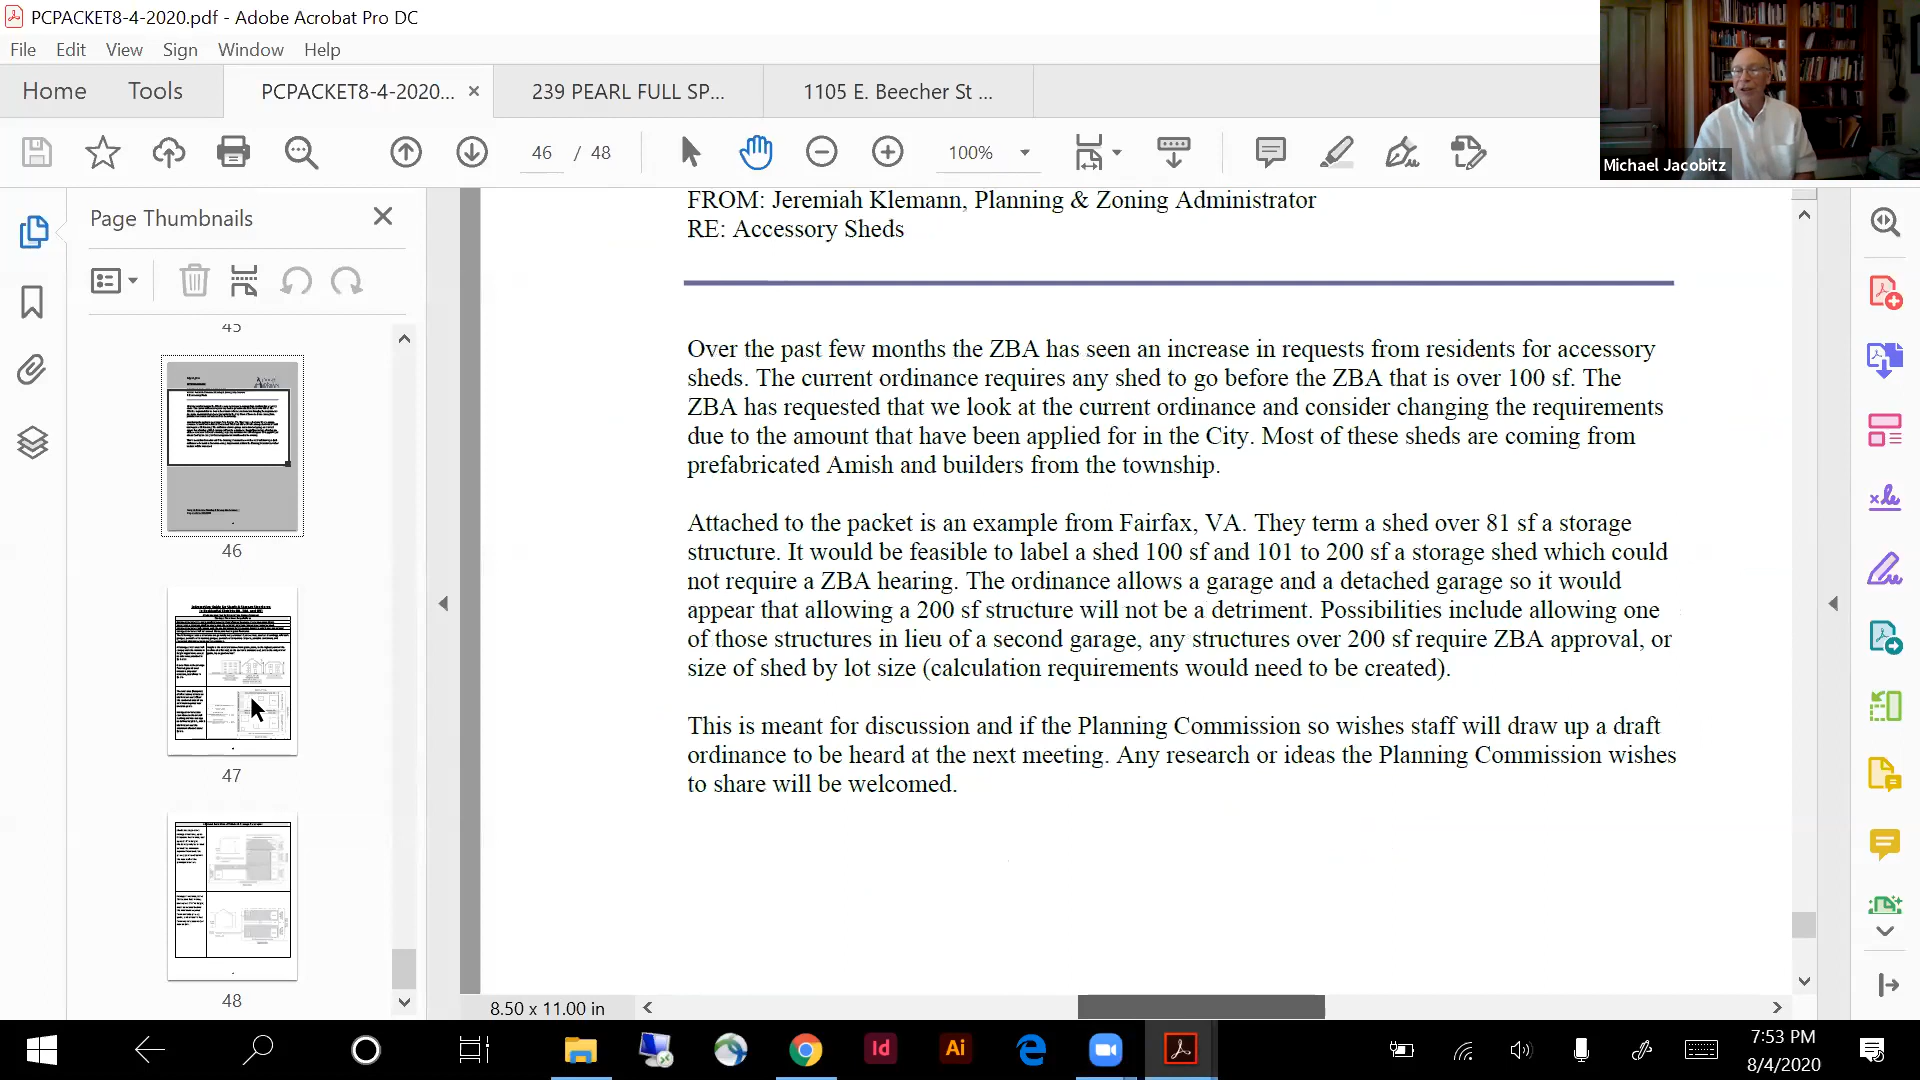 PCPACKET8-4-2020.pdf - Adobe Acrobat Pro DC
File Edit View Sign Window Help
Home Tools PCPACKET8-4-2020... × 239 PEARL FULL SP... 1105 E. Beecher St ...
46 / 48 100%
Michael Jacobitz
Page Thumbnails
45
46
47
48
FROM: Jeremiah Klemann, Planning & Zoning Administrator
RE: Accessory Sheds
Over the past few months the ZBA has seen an increase in requests from residents for accessory
sheds. The current ordinance requires any shed to go before the ZBA that is over 100 sf. The
ZBA has requested that we look at the current ordinance and consider changing the requirements
due to the amount that have been applied for in the City. Most of these sheds are coming from
prefabricated Amish and builders from the township.
Attached to the packet is an example from Fairfax, VA. They term a shed over 81 sf a storage
structure. It would be feasible to label a shed 100 sf and 101 to 200 sf a storage shed which could
not require a ZBA hearing. The ordinance allows a garage and a detached garage so it would
appear that allowing a 200 sf structure will not be a detriment. Possibilities include allowing one
of those structures in lieu of a second garage, any structures over 200 sf require ZBA approval, or
size of shed by lot size (calculation requirements would need to be created).
This is meant for discussion and if the Planning Commission so wishes staff will draw up a draft
ordinance to be heard at the next meeting. Any research or ideas the Planning Commission wishes
to share will be welcomed.
8.50 x 11.00 in
Id Ai
7:53 PM
8/4/2020